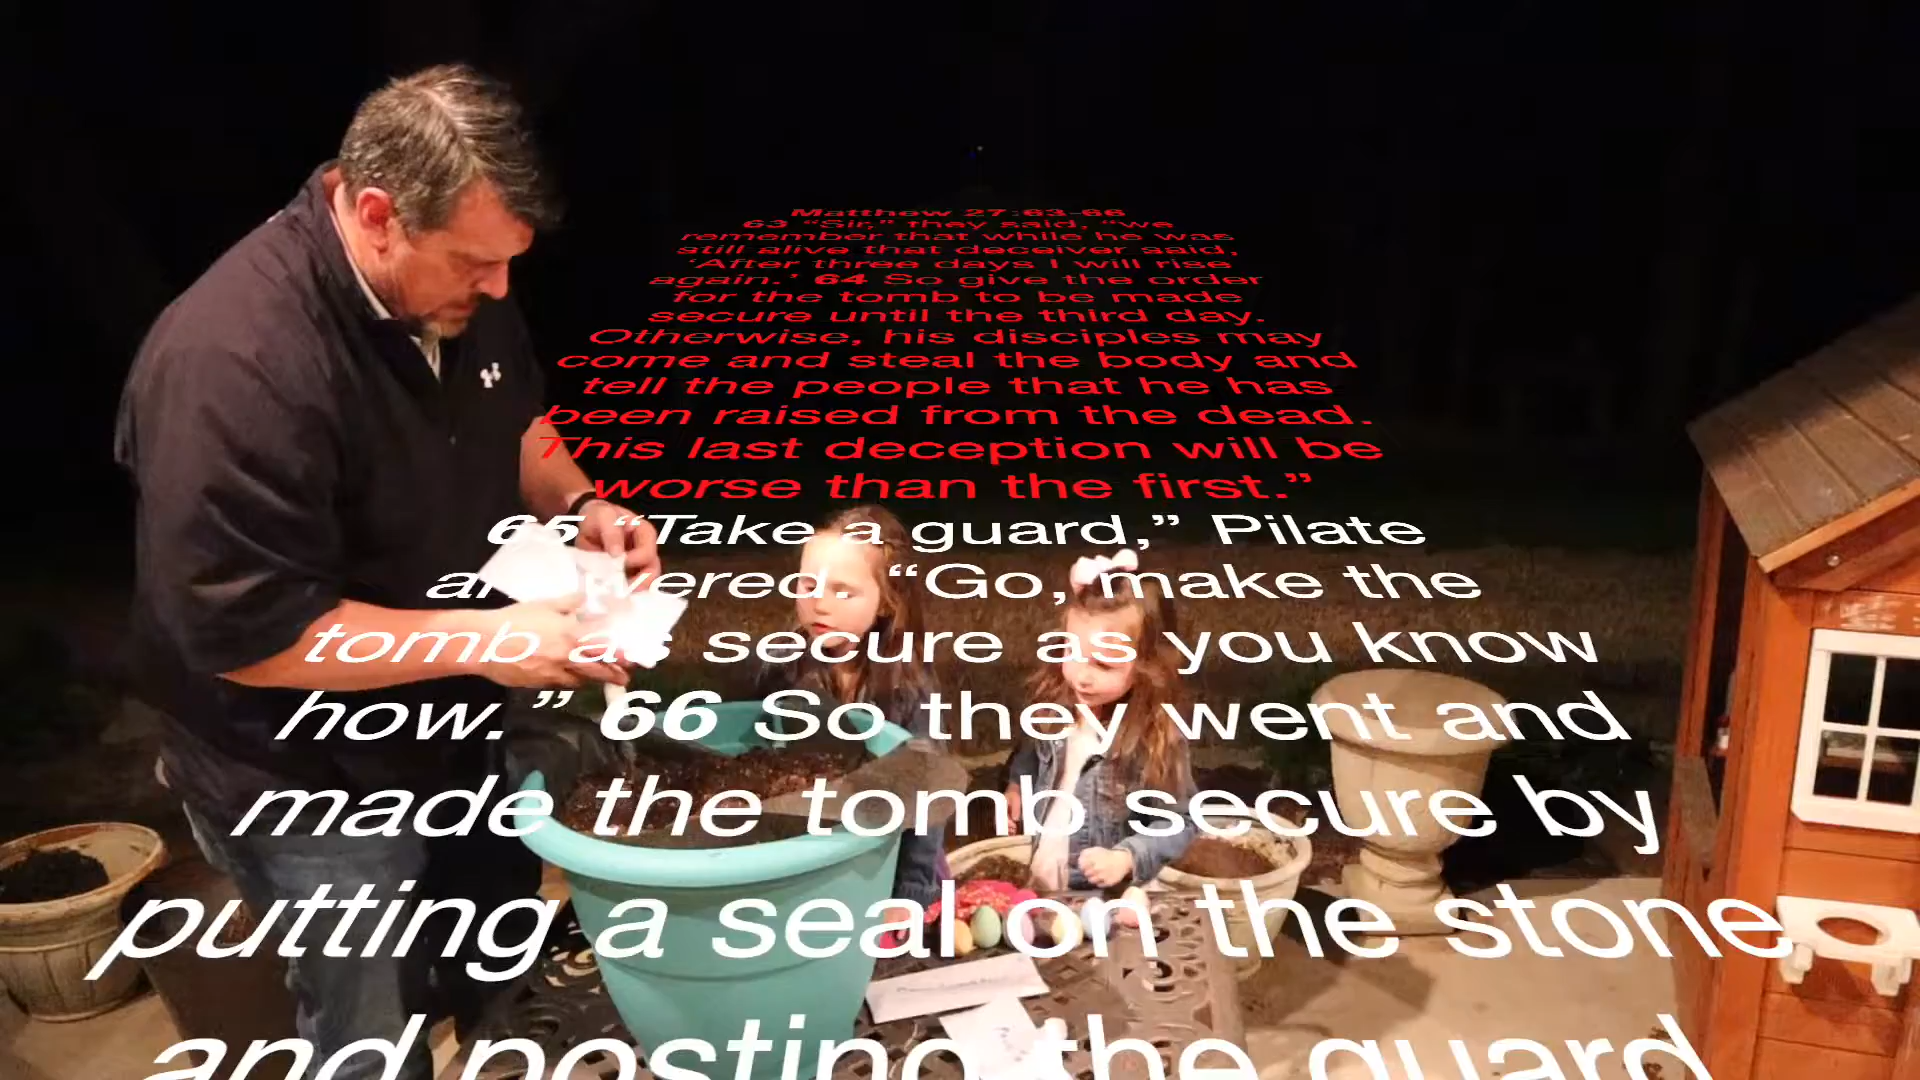 Matthew 27:63-66
63 “Sir,” they said, “we
remember that while he was
still alive that deceiver said,
‘After three days I will rise
again.’ 64 So give the order
for the tomb to be made
secure until the third day.
Otherwise, his disciples may
come and steal the body and
tell the people that he has
been raised from the dead.
This last deception will be
worse than the first.”
65 “Take a guard,” Pilate
answered. “Go, make the
tomb as secure as you know
how.” 66 So they went and
made the tomb secure by
putting a seal on the stone
and posting the guard.